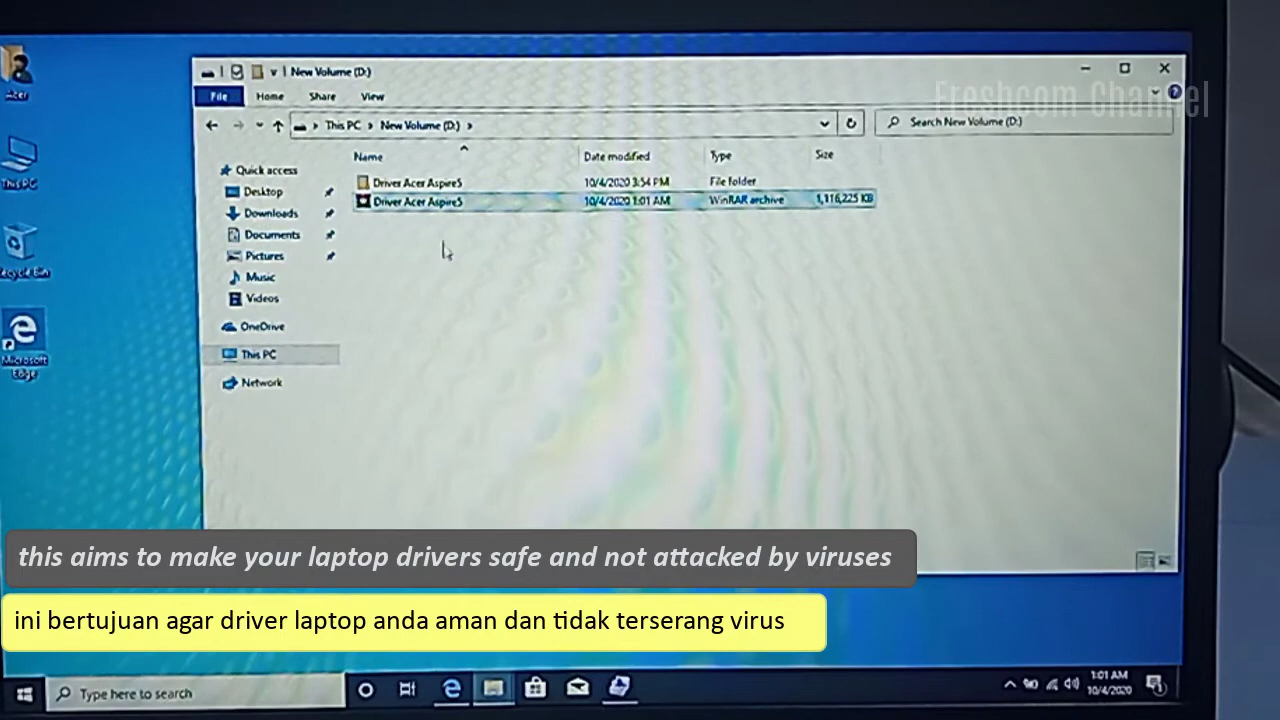 Acer
This PC
Recycle Bin
Microsoft
Edge
New Volume (D:)
Freshcom Channel
File Home Share View
This PC > New Volume (D:) >
Search New Volume (D:)
Name Date modified Type Size
Driver Acer Aspire5 10/4/2020 3:54 PM File folder
Driver Acer Aspire5 10/4/2020 1:01 AM WinRAR archive 1,116,225 KB
Quick access
Desktop
Downloads
Documents
Pictures
Music
Videos
OneDrive
This PC
Network
this aims to make your laptop drivers safe and not attacked by viruses
ini bertujuan agar driver laptop anda aman dan tidak terserang virus
Type here to search
1:01 AM
10/4/2020
1